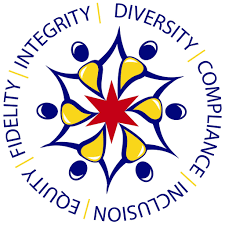 INTEGRITY | DIVERSITY | COMPLIANCE | INCLUSION | EQUITY | FIDELITY |